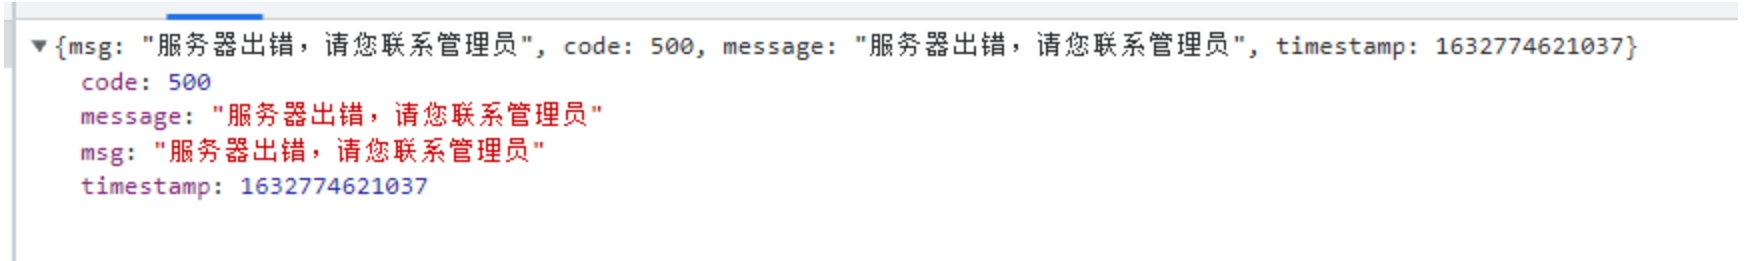 ▼{msg: "服务器出错，请您联系管理员", code: 500, message: "服务器出错，请您联系管理员", timestamp: 1632774621037}
code: 500
message: "服务器出错，请您联系管理员"
msg: "服务器出错，请您联系管理员"
timestamp: 1632774621037